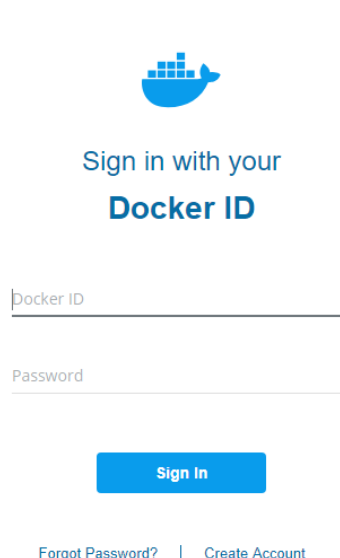 Sign in with your
Docker ID
Docker ID
Password
Sign In
Forgot Password? | Create Account